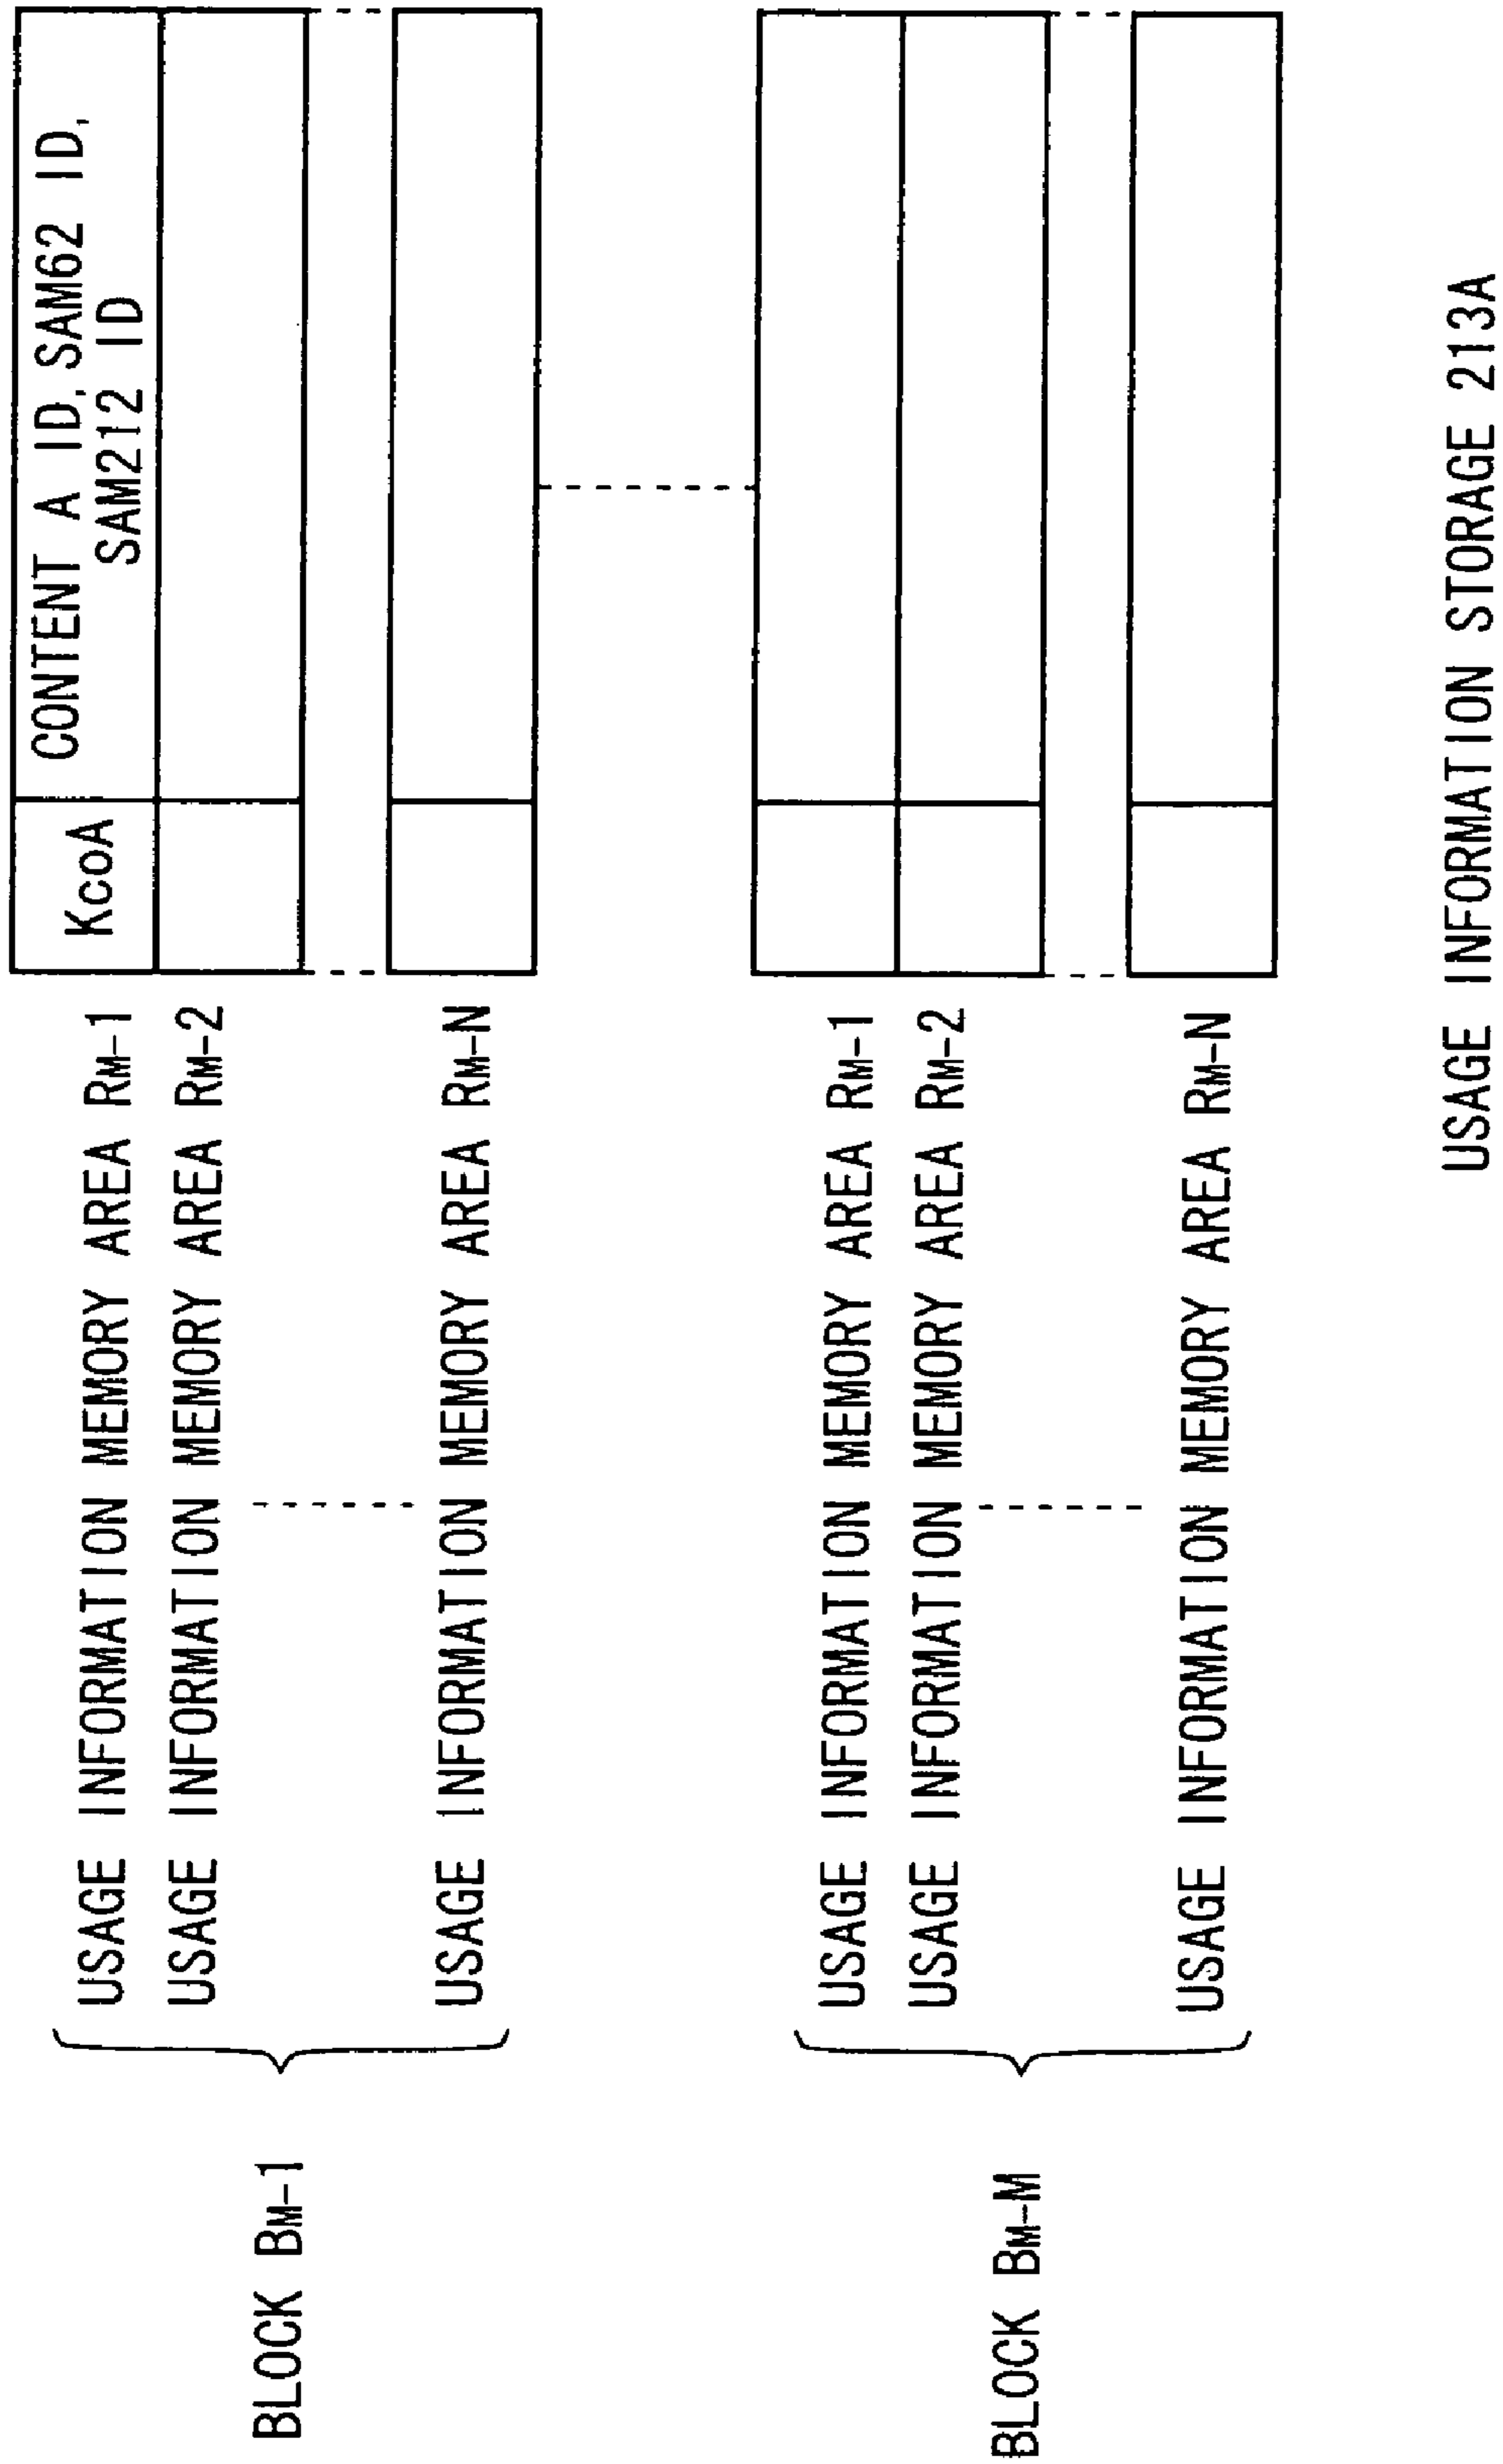 BLOCK BM-1
USAGE INFORMATION MEMORY AREA RM-1
KcoA
CONTENT A ID, SAM62 ID,
SAM212 ID
USAGE INFORMATION MEMORY AREA RM-2
USAGE INFORMATION MEMORY AREA RM-N
BLOCK BM-M
USAGE INFORMATION MEMORY AREA RM-1
USAGE INFORMATION MEMORY AREA RM-2
USAGE INFORMATION MEMORY AREA RM-N
USAGE INFORMATION STORAGE 213A